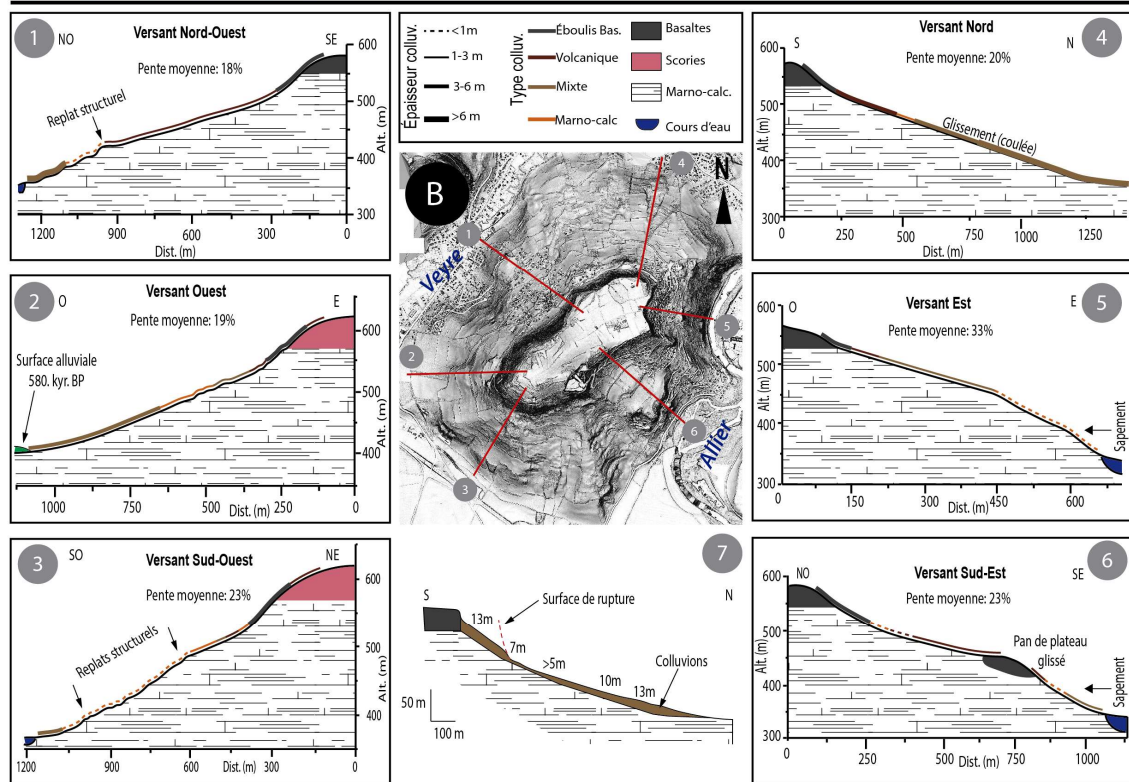 1
NO
Versant Nord-Ouest
SE
Pente moyenne: 18%
Replat structurel
600
500
400
300
Alt. (m)
1200
900
600
300
0
Dist. (m)
Épaisseur colluv.
<1m
1-3 m
3-6 m
>6 m
Type colluv.
Éboulis Bas.
Volcanique
Mixte
Marno-calc
Basaltes
Scories
Marno-calc.
Cours d'eau
4
S
Versant Nord
N
Pente moyenne: 20%
Glissement (coulée)
600
500
400
300
Alt. (m)
0
250
500
750
1000
1250
Dist. (m)
B
N
Veyre
Allier
1
2
3
4
5
6
2
O
Versant Ouest
E
Pente moyenne: 19%
Surface alluviale
580. kyr. BP
600
500
400
Alt. (m)
1000
750
500
250
0
Dist. (m)
5
O
Versant Est
E
Pente moyenne: 33%
Sapement
600
500
400
300
Alt. (m)
0
150
300
450
600
Dist. (m)
3
SO
Versant Sud-Ouest
NE
Pente moyenne: 23%
Replats structurels
600
500
400
Alt. (m)
1200
900
600
300
0
Dist. (m)
7
S
N
Surface de rupture
13m
7m
>5m
10m
13m
Colluvions
50 m
100 m
6
NO
Versant Sud-Est
SE
Pente moyenne: 23%
Pan de plateau
glissé
Sapement
600
500
400
300
Alt. (m)
0
250
500
750
1000
Dist. (m)